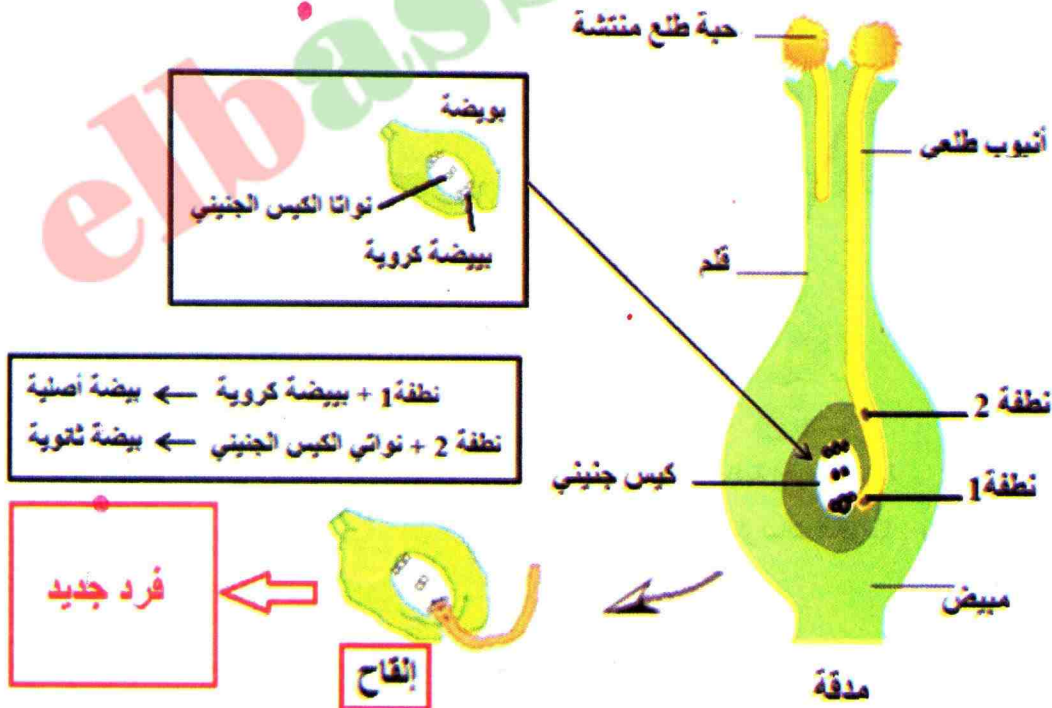 elbass
حبة طلع منتشة
أنبوب طلعي
قلم
نطفة 2
نطفة1
كيس جنيني
مبيض
مدقة
بويضة
نواتا الكيس الجنيني
بييضة كروية
نطفة1 + بييضة كروية ← بيضة أصلية
نطفة 2 + نواتي الكيس الجنيني ← بيضة ثانوية
إلقاح
فرد جديد